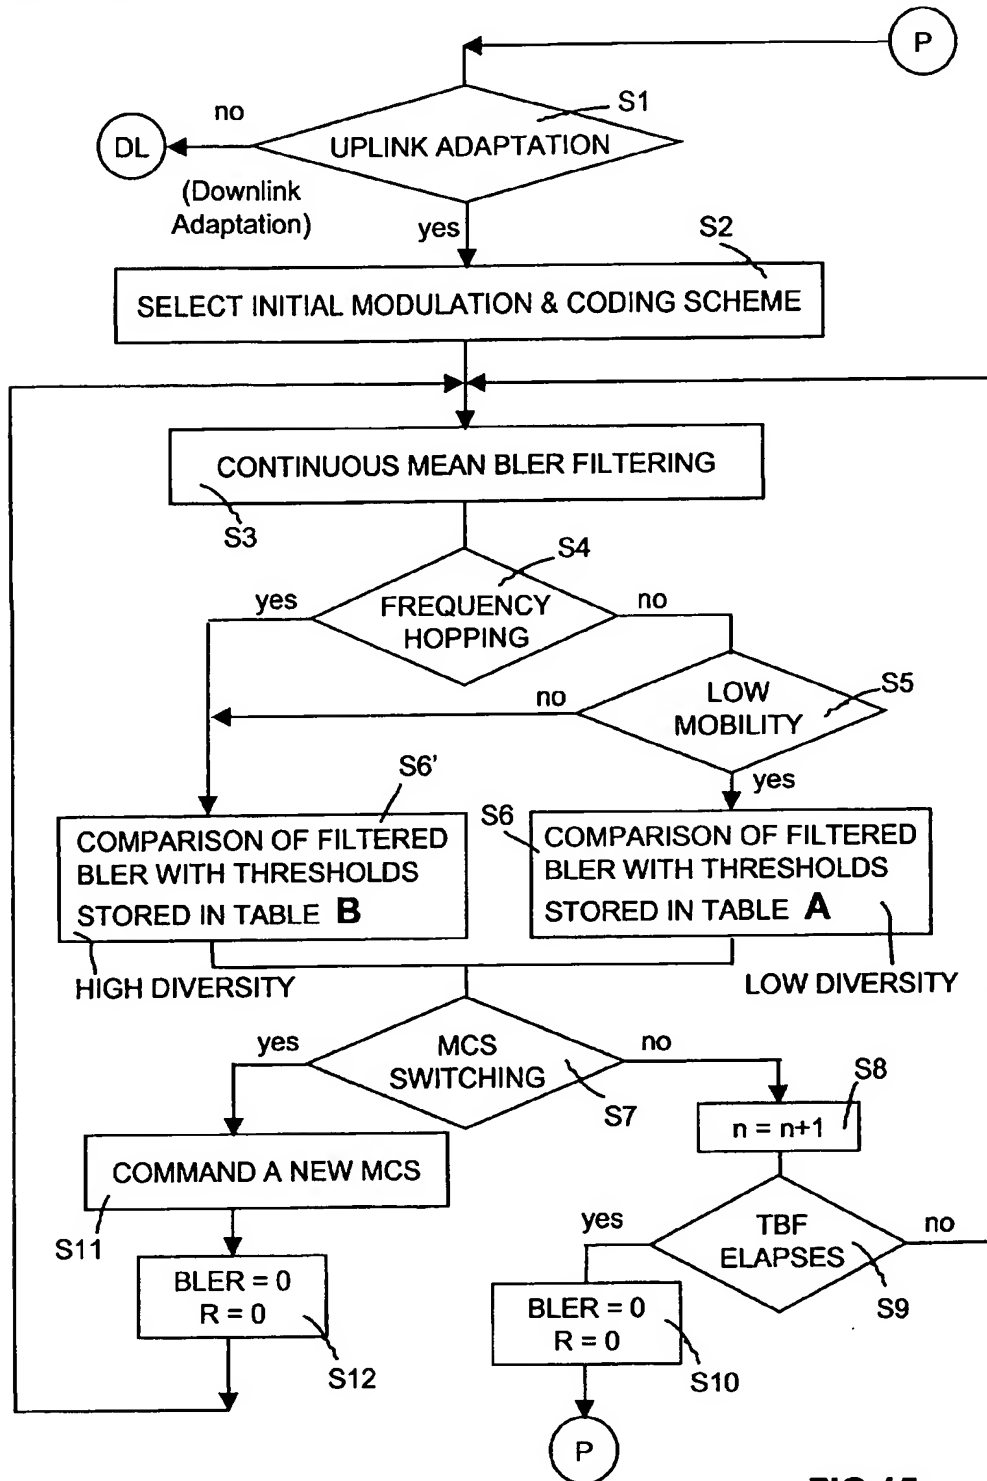 P
S1
no
DL
UPLINK ADAPTATION
(Downlink
Adaptation)
yes
S2
SELECT INITIAL MODULATION & CODING SCHEME
CONTINUOUS MEAN BLER FILTERING
S3
S4
yes
FREQUENCY
HOPPING
no
S5
LOW
MOBILITY
no
yes
S6'
S6
COMPARISON OF FILTERED
BLER WITH THRESHOLDS
STORED IN TABLE B
COMPARISON OF FILTERED
BLER WITH THRESHOLDS
STORED IN TABLE A
HIGH DIVERSITY
LOW DIVERSITY
yes
MCS
SWITCHING
no
S7
S8
n = n+1
COMMAND A NEW MCS
S11
yes
TBF
ELAPSES
no
S9
BLER = 0
R = 0
S12
BLER = 0
R = 0
S10
P